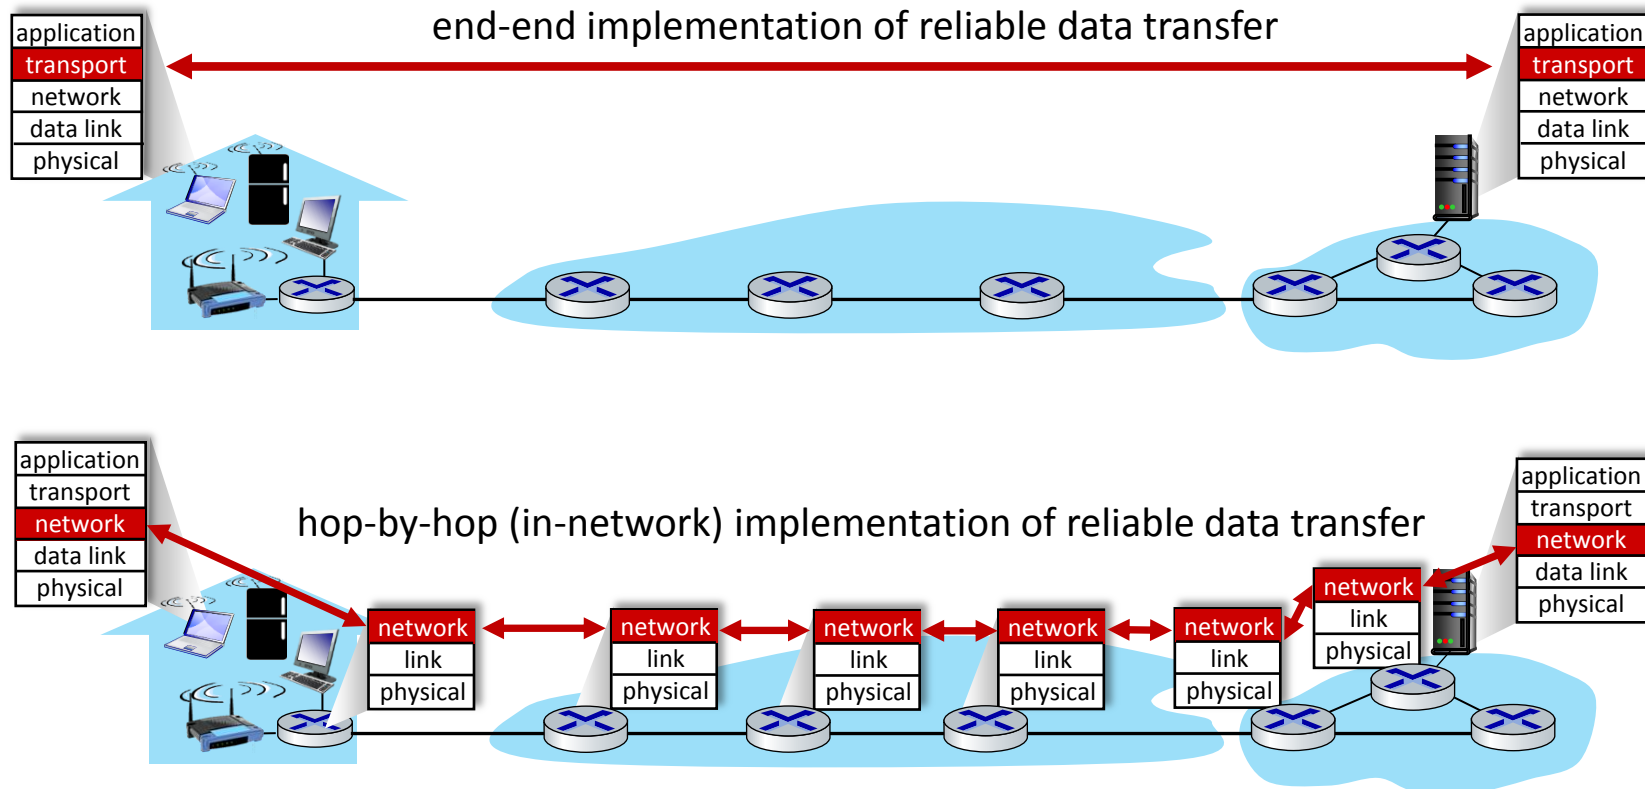 end-end implementation of reliable data transfer
application
transport
network
data link
physical
application
transport
network
data link
physical
hop-by-hop (in-network) implementation of reliable data transfer
application
transport
network
data link
physical
network
link
physical
network
link
physical
network
link
physical
network
link
physical
network
link
physical
network
link
physical
application
transport
network
data link
physical